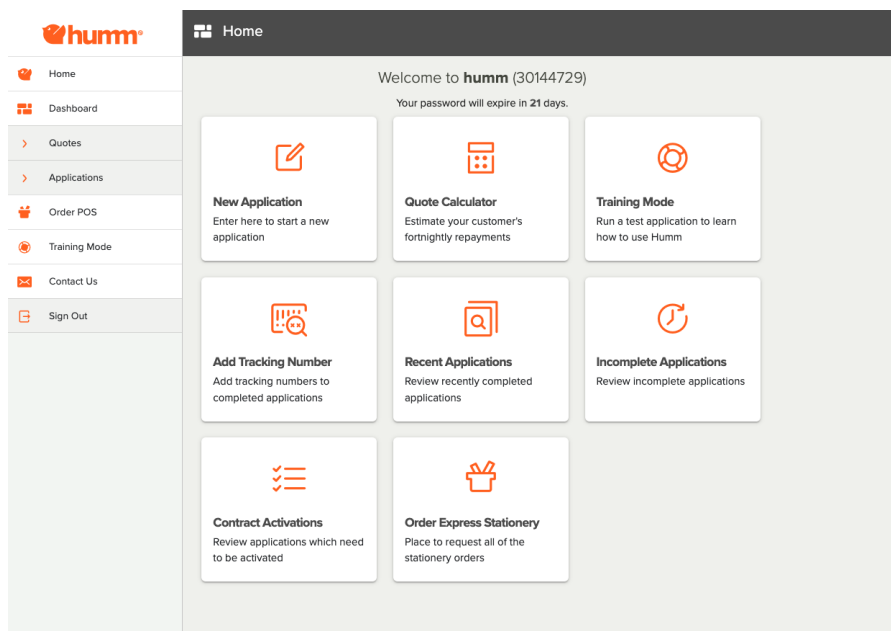 humm®
Home
Dashboard
Quotes
Applications
Order POS
Training Mode
Contact Us
Sign Out
Home
Welcome to humm (30144729)
Your password will expire in 21 days.
New Application
Enter here to start a new
application
Quote Calculator
Estimate your customer's
fortnightly repayments
Training Mode
Run a test application to learn
how to use Humm
Add Tracking Number
Add tracking numbers to
completed applications
Recent Applications
Review recently completed
applications
Incomplete Applications
Review incomplete applications
Contract Activations
Review applications which need
to be activated
Order Express Stationery
Place to request all of the
stationery orders